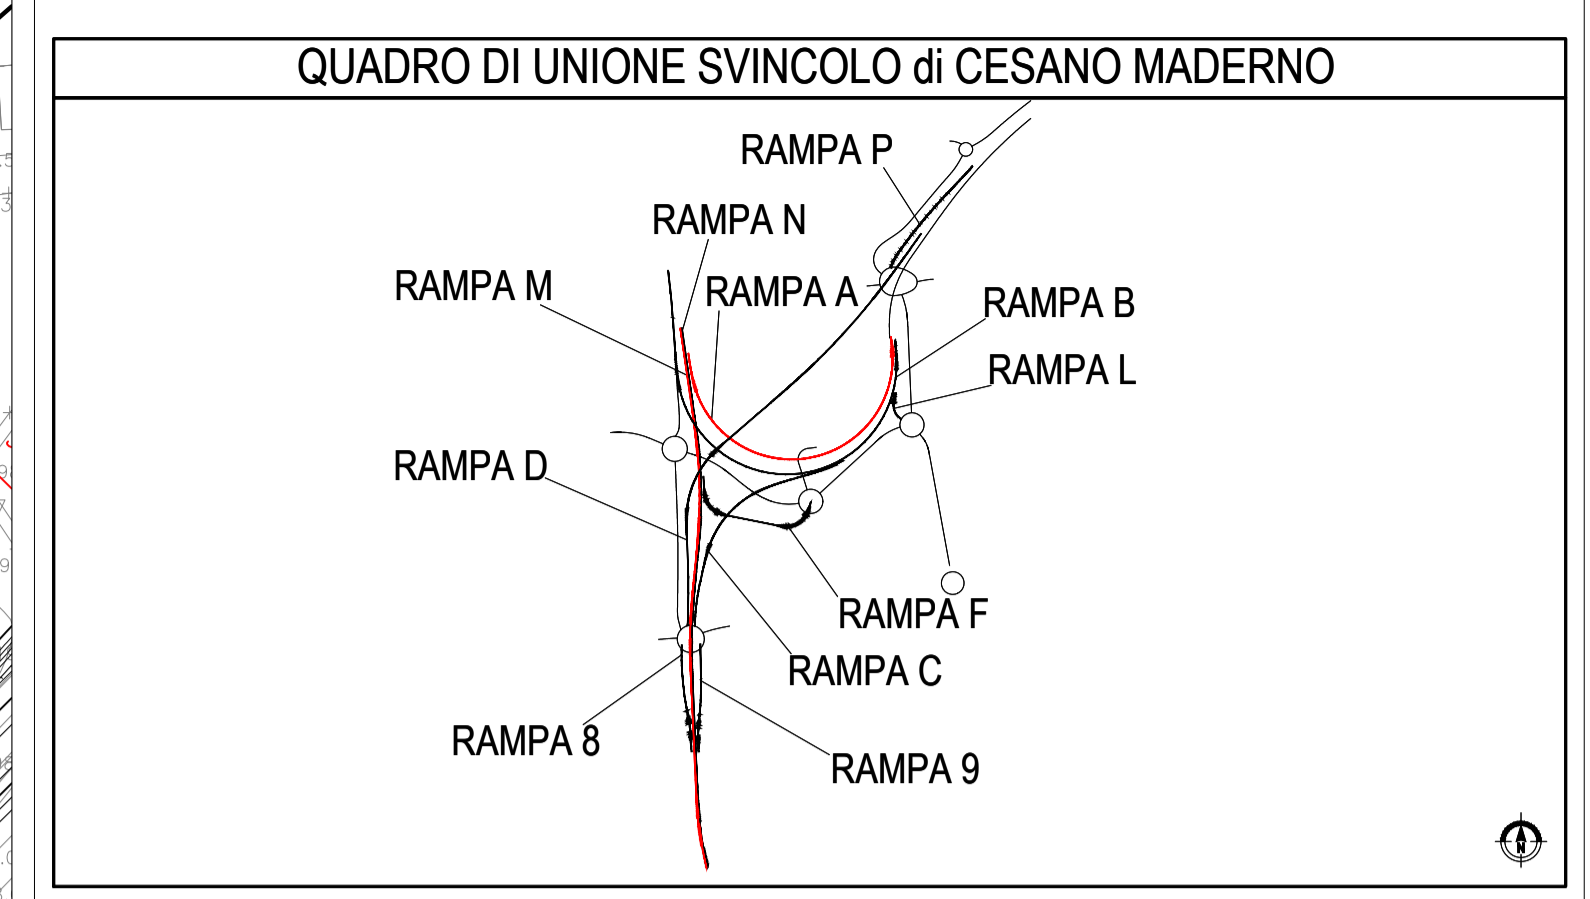 QUADRO DI UNIONE SVINCOLO di CESANO MADERNO
RAMPA P
RAMPA N
RAMPA M
RAMPA A
RAMPA B
RAMPA L
RAMPA D
RAMPA F
RAMPA C
RAMPA 8
RAMPA 9
N